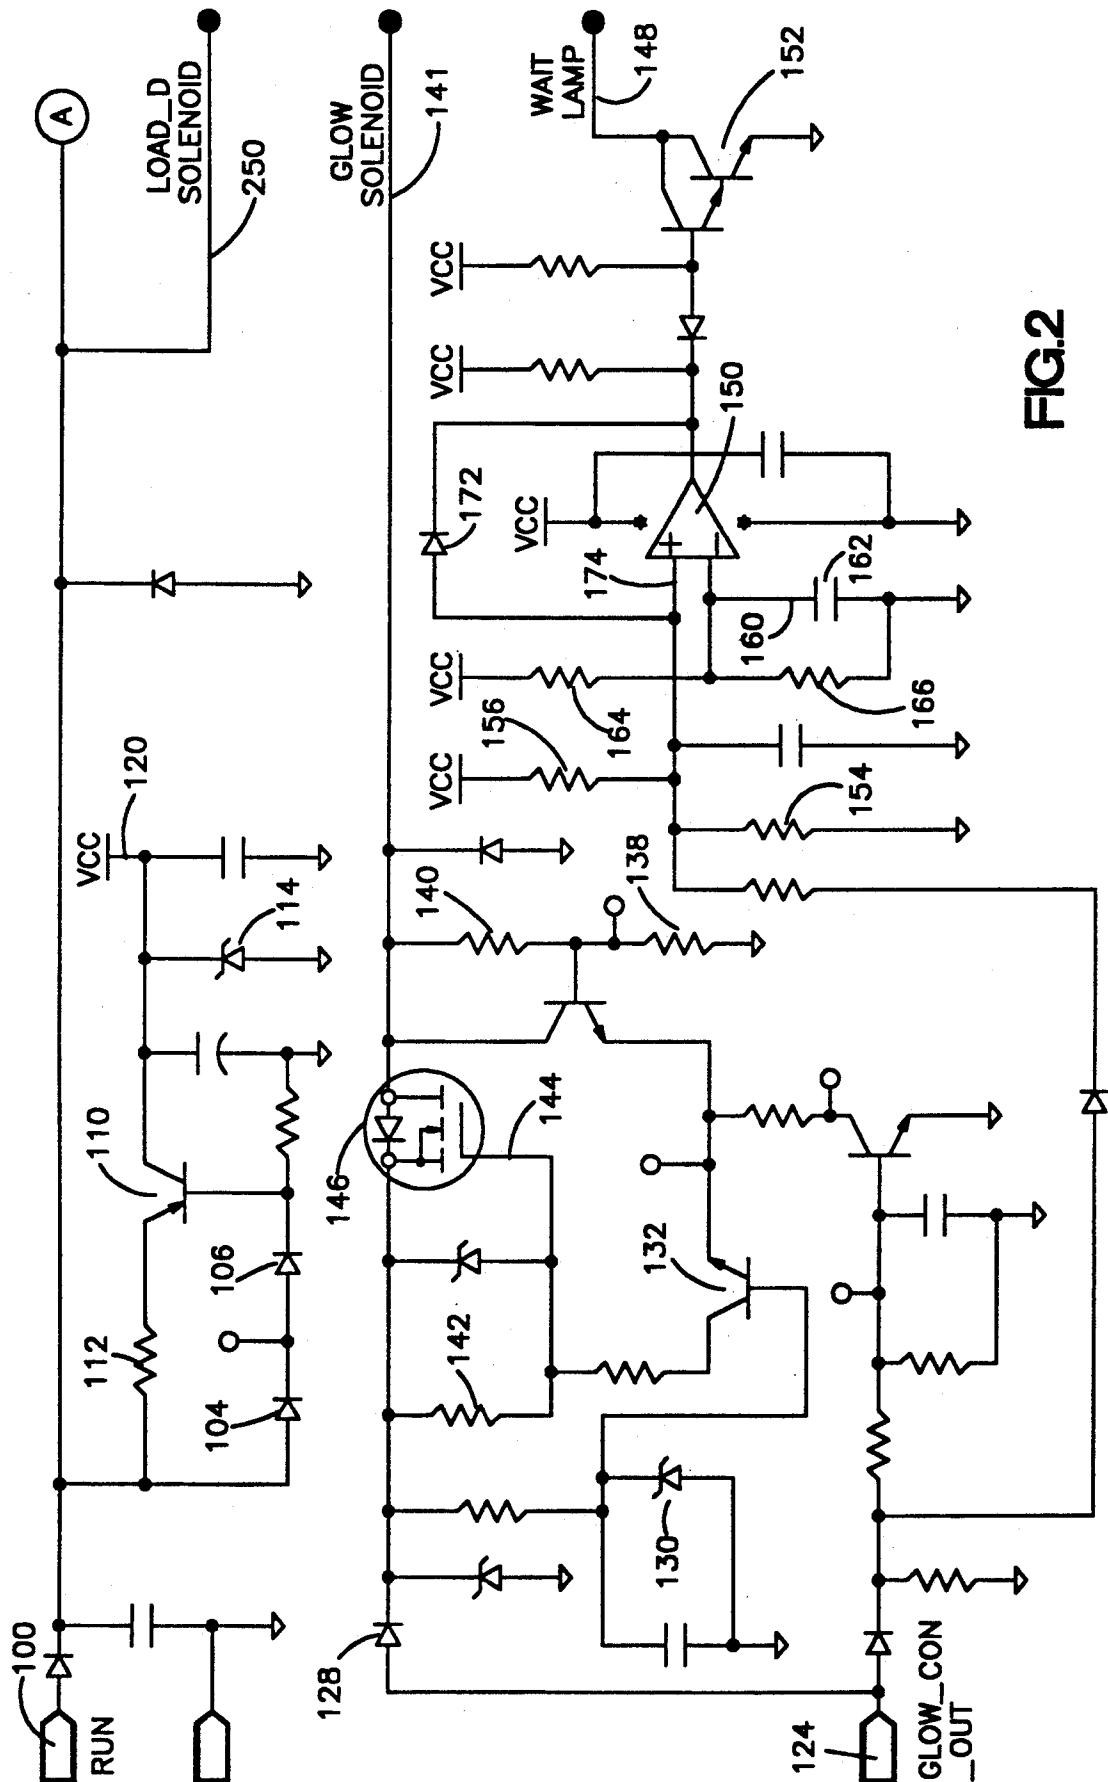 A
LOAD_D
SOLENOID
250
GLOW
SOLENOID
141
WAIT
LAMP
148
152
VCC
VCC
VCC
VCC
VCC
VCC
120
114
110
112
106
104
100
RUN
172
174
150
160
162
164
166
156
154
140
138
146
144
142
132
130
128
124
GLOW_CON
_OUT
+
−
*
*
FIG.2